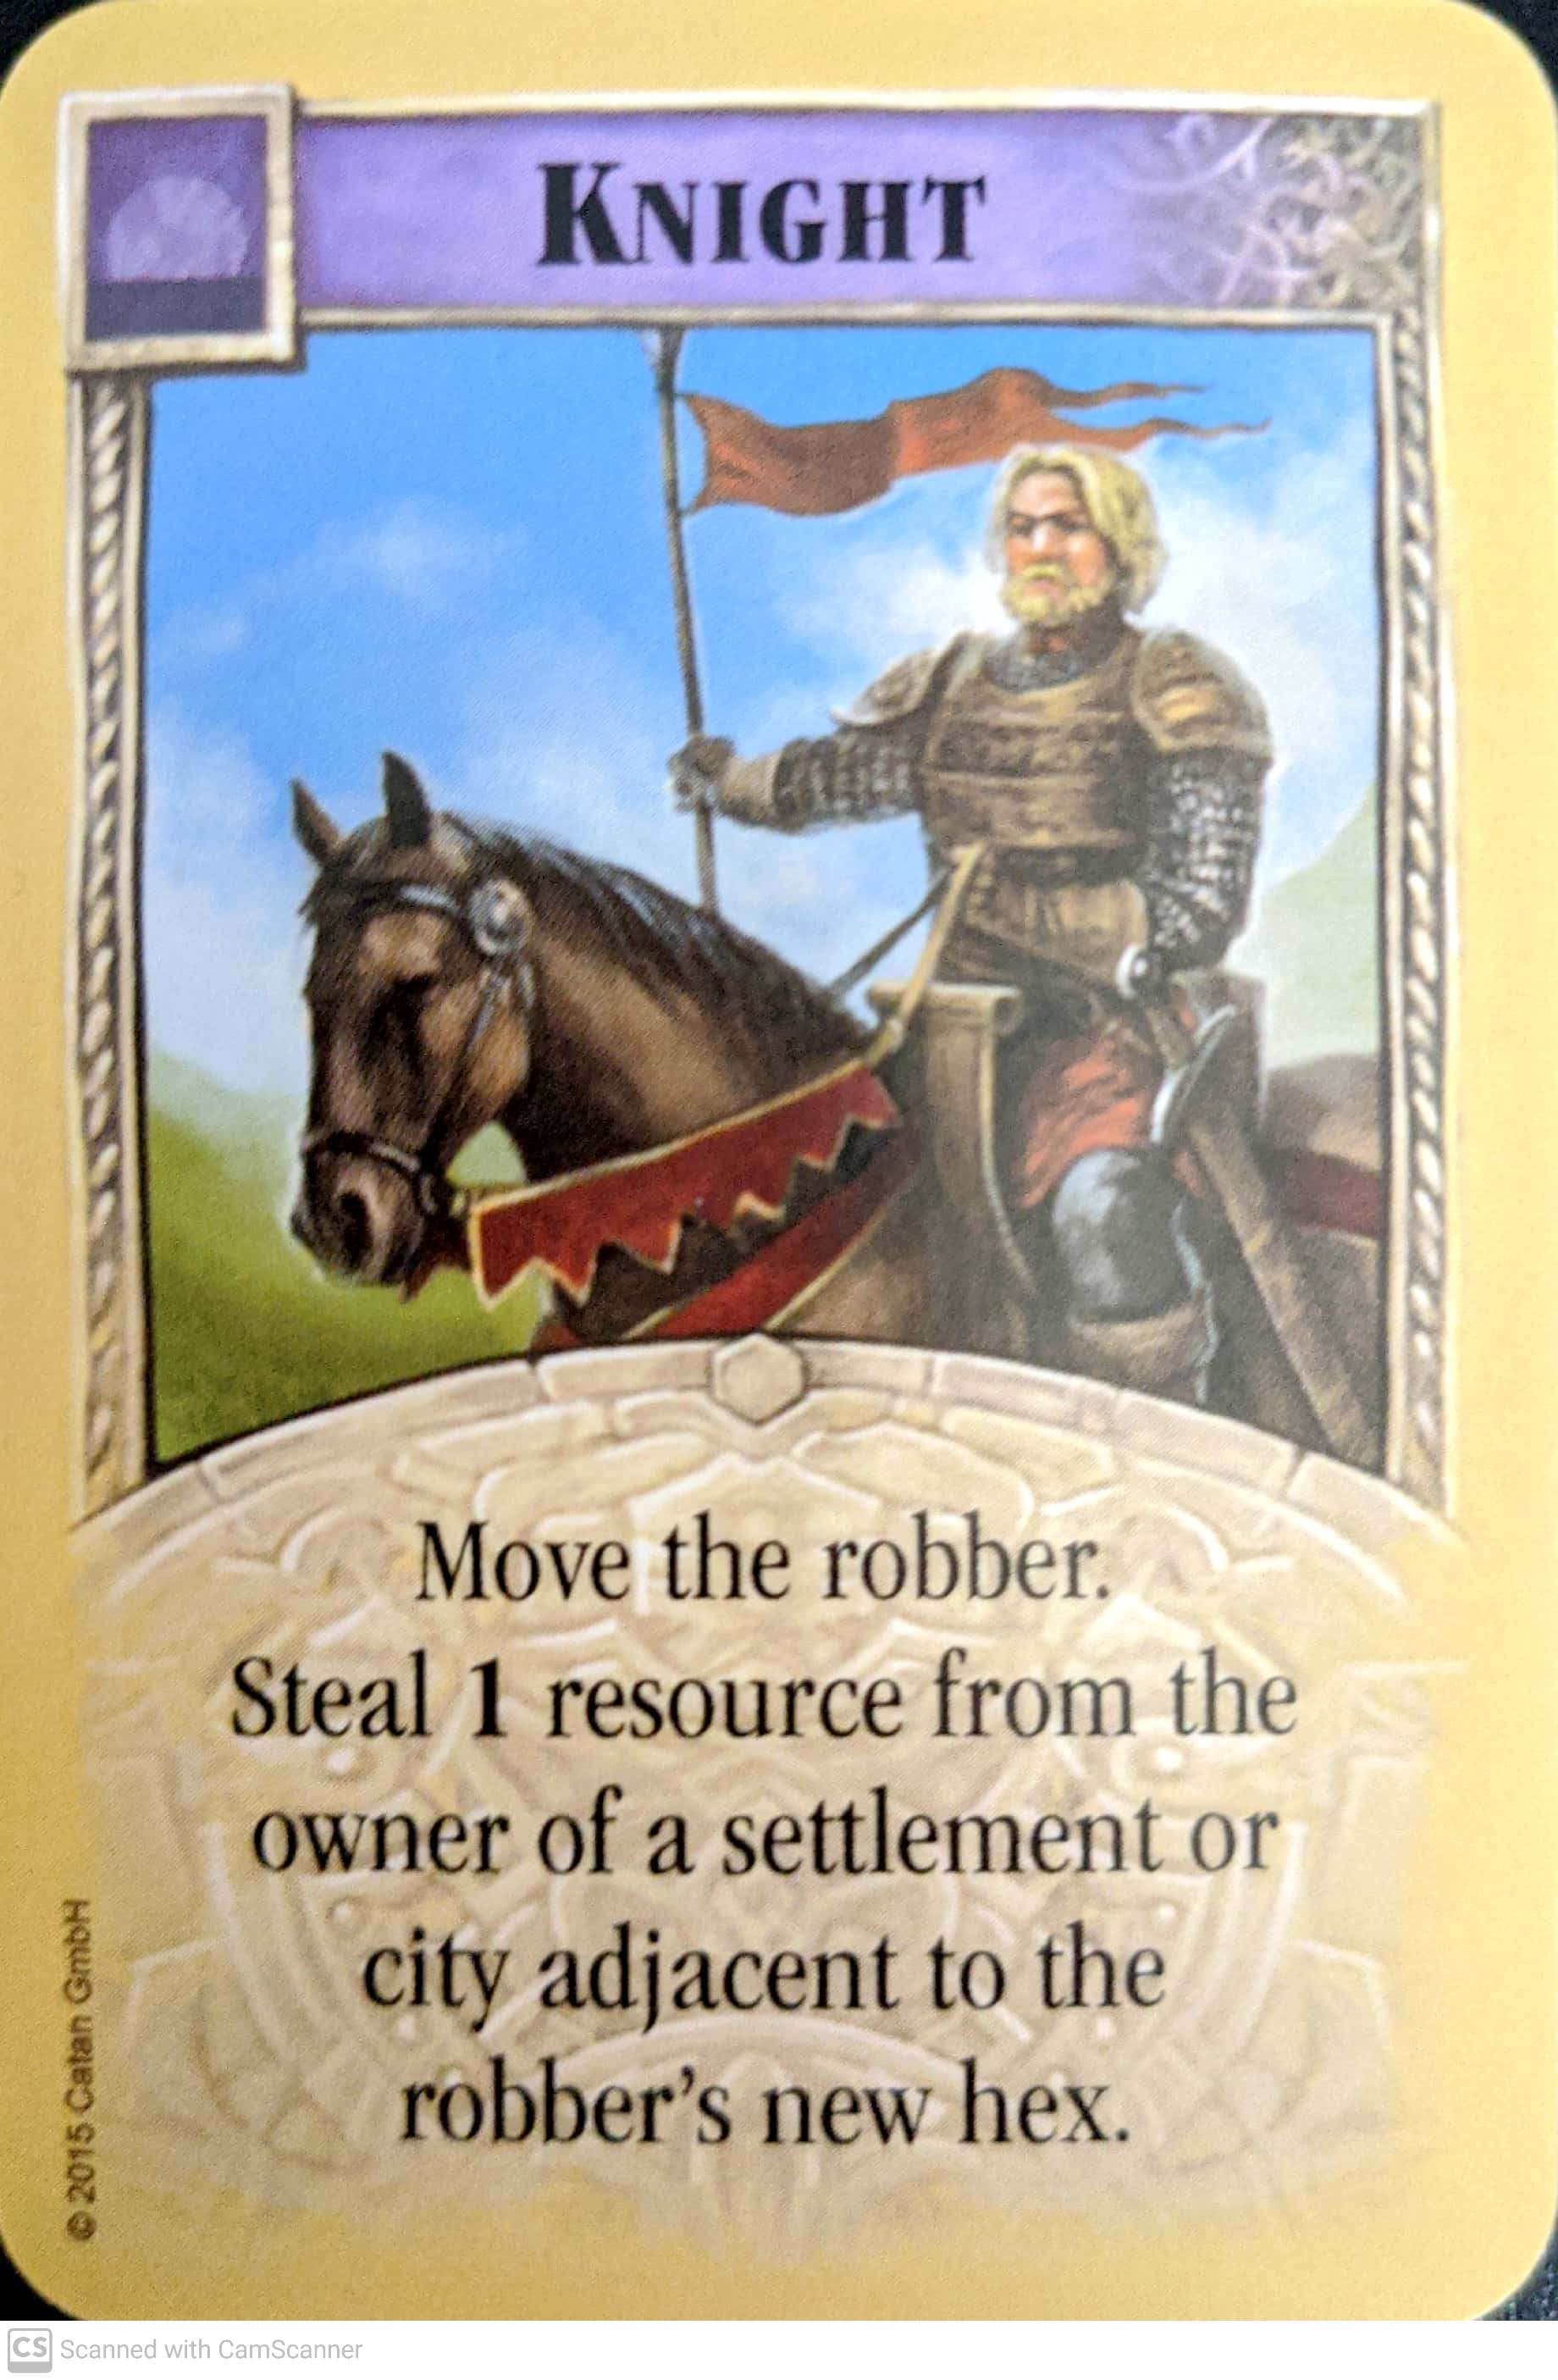 KNIGHT
Move the robber.
Steal 1 resource from the
owner of a settlement or
city adjacent to the
robber's new hex.
© 2015 Catan GmbH
CS Scanned with CamScanner